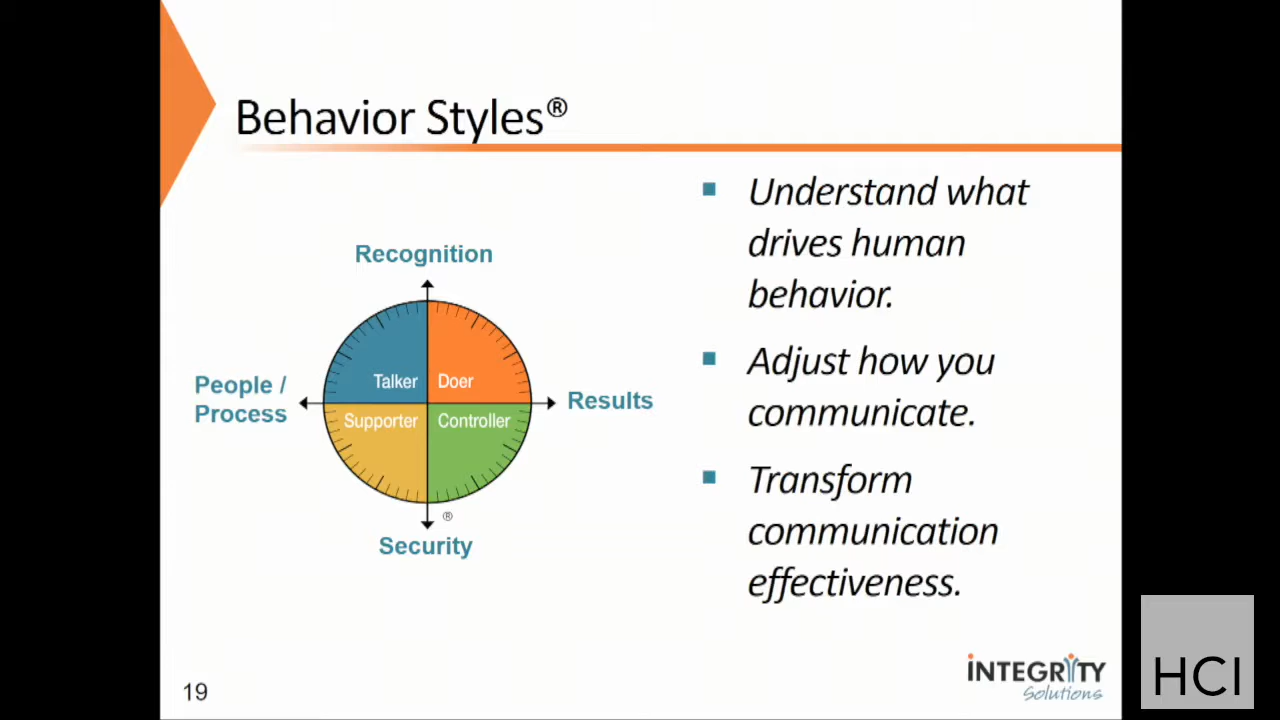 Behavior Styles®
Recognition
People /
Process
Talker
Doer
Supporter
Controller
Results
®
Security
Understand what
drives human
behavior.
Adjust how you
communicate.
Transform
communication
effectiveness.
19
INTEGRITY
Solutions
HCI